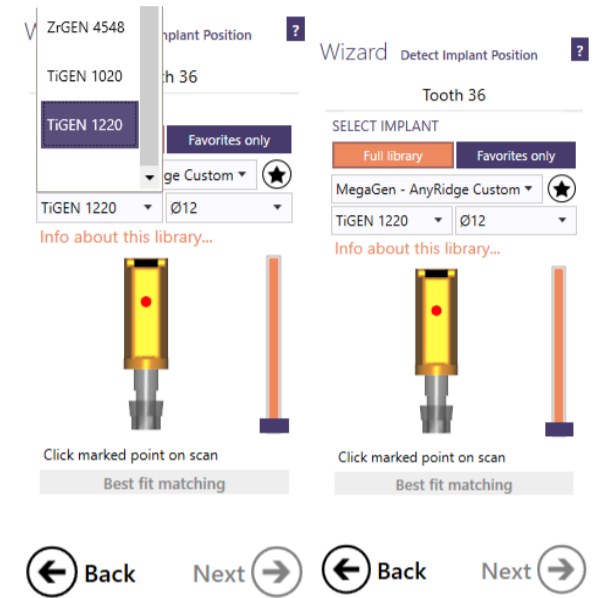 ZrGEN 4548
TiGEN 1020
TiGEN 1220
mplant Position
?
th 36
Favorites only
ge Custom
TiGEN 1220
Ø12
Info about this library...
Click marked point on scan
Best fit matching
Back
Next
Wizard Detect Implant Position
?
Tooth 36
SELECT IMPLANT
Full library
Favorites only
MegaGen - AnyRidge Custom
TiGEN 1220
Ø12
Info about this library...
Click marked point on scan
Best fit matching
Back
Next